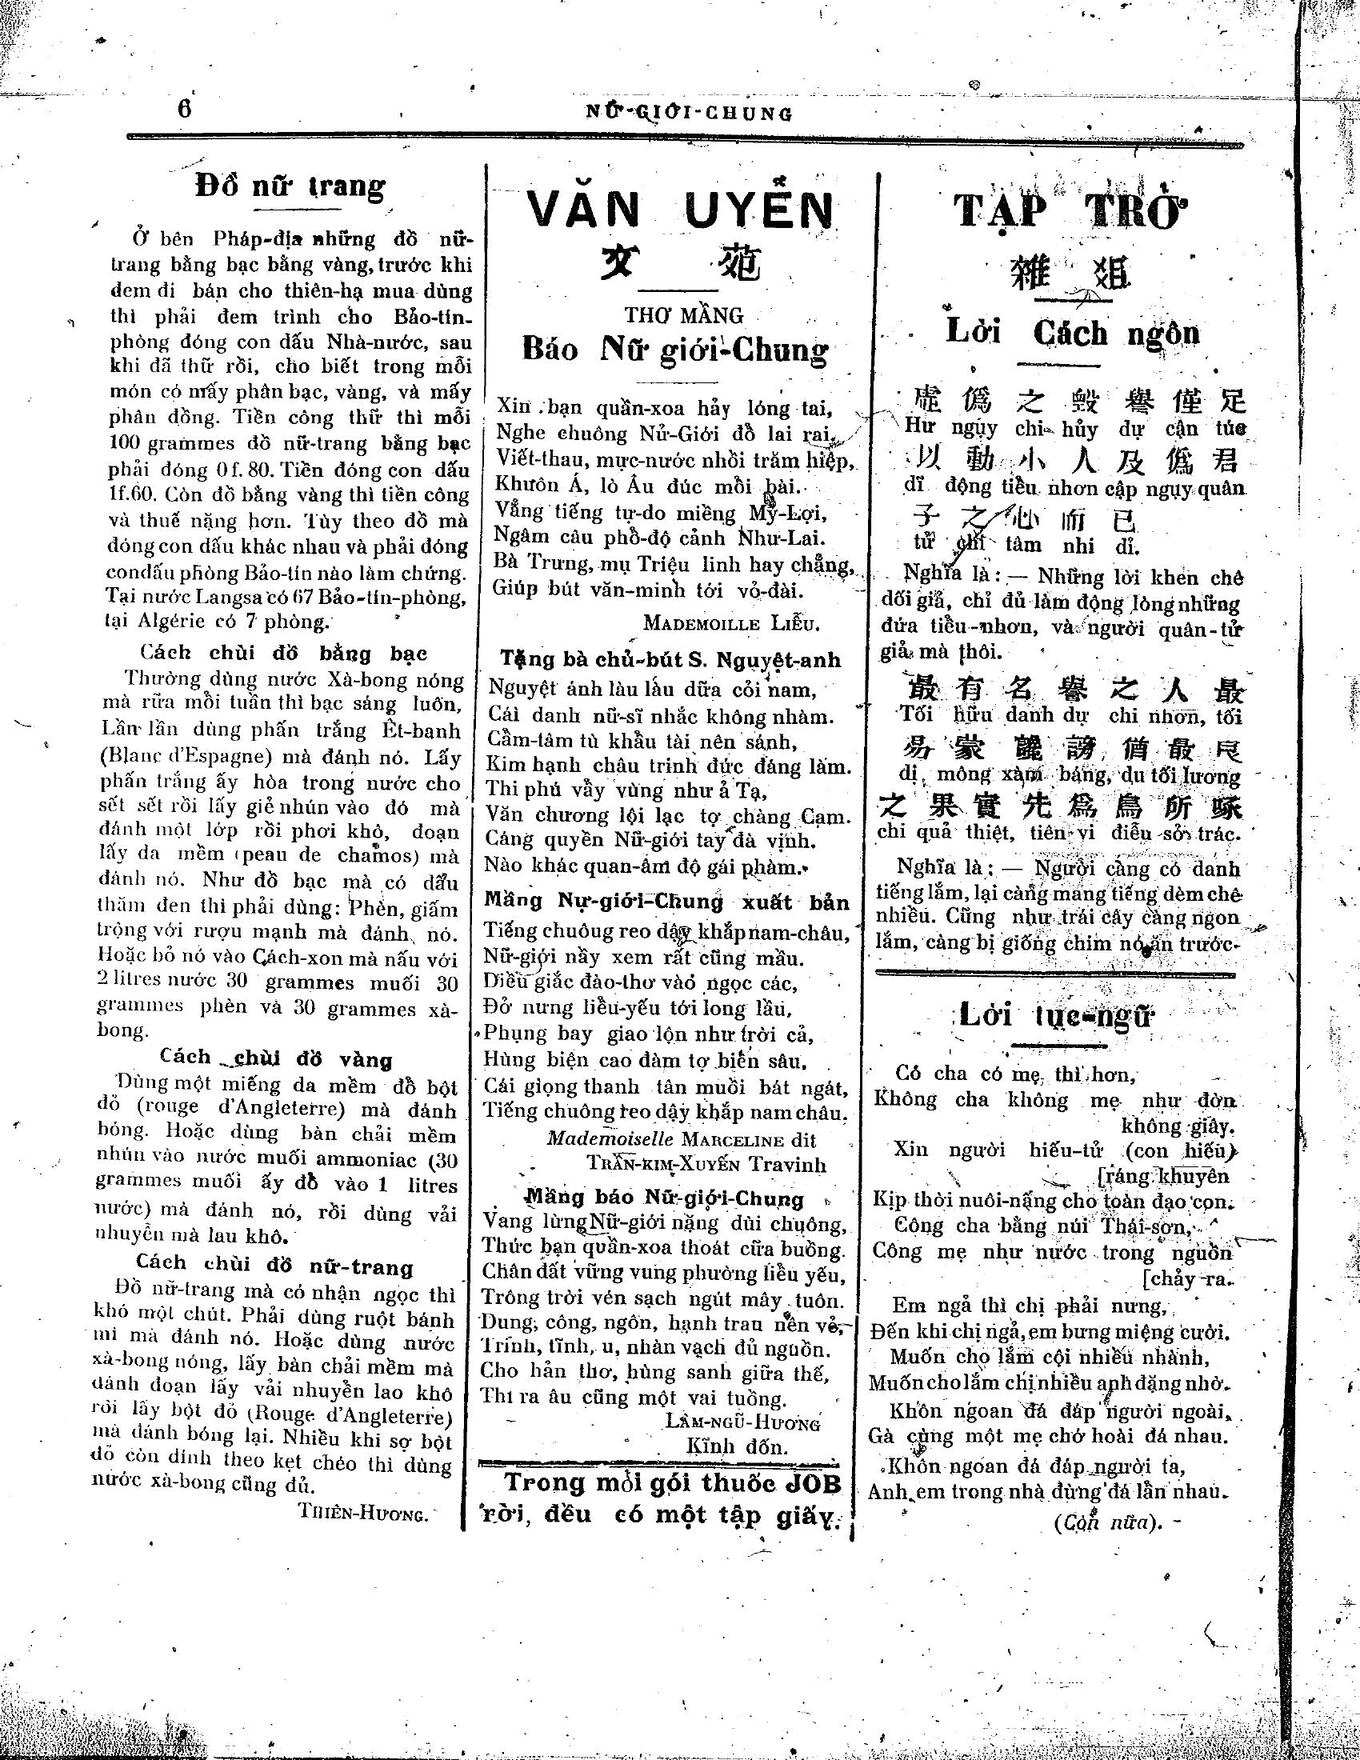 6
NỮ-GIỚI-CHUNG
Đồ nữ trang
Ở bên Pháp-địa những đồ nữ-
trang bằng bạc bằng vàng, trước khi
đem đi bán cho thiên-hạ mua dùng
thì phải đem trình cho Bảo-tín-
phòng đóng con dấu Nhà-nước, sau
khi đã thử rồi, cho biết trong mỗi
món có mấy phân bạc, vàng, và mấy
phân đồng. Tiền công thử thì mỗi
100 grammes đồ nữ-trang bằng bạc
phải đóng 0f.80. Tiền đóng con dấu
1f.60. Còn đồ bằng vàng thì tiền công
và thuế nặng hơn. Tùy theo đồ mà
đóng con dấu khác nhau và phải đóng
con dấu phòng Bảo-tín nào làm chứng.
Tại nước Langsa có 67 Bảo-tín-phòng,
tại Algérie có 7 phòng.
Cách chùi đồ bằng bạc
Thường dùng nước Xà-bong nóng
mà rửa mỗi tuần thì bạc sáng luôn,
Lần lần dùng phấn trắng Êt-banh
(Blanc d'Espagne) mà đánh nó. Lấy
phấn trắng ấy hòa trong nước cho
sết sết rồi lấy giẻ nhún vào đó mà
đánh một lớp rồi phơi khô, đoạn
lấy da mềm (peau de chamos) mà
đánh nó. Như đồ bạc mà có dấu
thâm đen thì phải dùng: Phèn, giấm
trộng với rượu mạnh mà đánh nó.
Hoặc bỏ nó vào Cách-xon mà nấu với
2 litres nước 30 grammes muối 30
grammes phèn và 30 grammes xà-
bong.
Cách chùi đồ vàng
Dùng một miếng da mềm đồ bột
đỏ (rouge d'Angleterre) mà đánh
bóng. Hoặc dùng bàn chải mềm
nhún vào nước muối ammoniac (30
grammes muối ấy đồ vào 1 litres
nước) mà đánh nó, rồi dùng vải
nhuyễn mà lau khô.
Cách chùi đồ nữ-trang
Đồ nữ-trang mà có nhận ngọc thì
khó một chút. Phải dùng ruột bánh
mì mà đánh nó. Hoặc dùng nước
xà-bong nóng, lấy bàn chải mềm mà
đánh đoạn lấy vải nhuyễn lao khô
rồi lấy bột đỏ (Rouge d'Angleterre)
mà đánh bóng lại. Nhiều khi sợ bột
đỏ còn dính theo kẹt chéo thì dùng
nước xà-bong cũng đủ.
THIÊN-HƯƠNG.
VĂN UYỂN
文 苑
THƠ MẦNG
Báo Nữ giới-Chung
Xin bạn quần-xoa hảy lóng tai,
Nghe chuông Nử-Giới đồ lai rai,
Viết-thau, mực-nước nhồi trăm hiệp,
Khuôn Á, lò Âu đúc mồi bài.
Vẳng tiếng tự-do miềng Mỹ-Lợi,
Ngâm câu phồ-độ cảnh Như-Lai.
Bà Trưng, mụ Triệu linh hay chẳng,
Giúp bút văn-minh tới vỏ-đài.
MADEMOILLE LIỄU.
Tặng bà chủ-bút S. Nguyệt-anh
Nguyệt ánh làu lấu dữa cỏi nam,
Cái danh nữ-sĩ nhắc không nhàm.
Cầm-tâm tù khẩu tài nên sánh,
Kim hạnh châu trinh đức đáng làm.
Thi phú vầy vùng như ả Tạ,
Văn chương lội lạc tợ chàng Cam.
Cảng quyền Nữ-giới tay đà vịnh.
Nào khác quan-âm độ gái phàm.
Mầng Nự-giới-Chung xuất bản
Tiếng chuông reo dậy khắp nam-châu,
Nữ-giới nầy xem rất cũng mầu.
Diều giắc đào-thơ vào ngọc các,
Đở nưng liễu-yếu tới long lầu,
Phụng bay giao lộn như trời cả,
Hùng biện cao đàm tợ biển sâu.
Cái giọng thanh tân muồi bát ngát,
Tiếng chuông reo dậy khắp nam châu.
Mademoiselle MARCELINE dit
TRẦN-KIM-XUYẾN Travinh
Mầng báo Nữ-giới-Chung
Vang lừng Nữ-giới nặng dùi chuông,
Thức bạn quần-xoa thoát cữa buồng.
Chân đất vững vung phường liễu yếu,
Trông trời vén sạch ngút mây tuôn.
Dung, công, ngôn, hạnh trau nền vẻ,
Trinh, tĩnh, u, nhàn vạch đủ nguồn.
Cho hản thơ, hùng sanh giữa thế,
Thì ra âu cũng một vai tuồng.
LÂM-NGŨ-HƯƠNG
Kĩnh đốn.
Trong mỗi gói thuốc JOB
rời, đều có một tập giấy.
TẠP TRỞ
雜 俎
Lời Cách ngôn
虛 僞 之 毀 譽 僅 足
Hư ngụy chi hủy dự cận túc
以 動 小 人 及 僞 君
dĩ động tiểu nhơn cập ngụy quân
子 之 心 而 已
tử chi tâm nhi dĩ.
Nghĩa là: — Những lời khen chê
dối giả, chỉ đủ làm động lòng những
đứa tiểu-nhơn, và người quân-tử
giả mà thôi.
最 有 名 譽 之 人 最
Tối hữu danh dự chi nhơn, tối
易 蒙 讒 謗 猶 最 良
dị mông xàm báng, du tối lương
之 果 實 先 爲 鳥 所 啄
chi quả thiệt, tiên vi điểu sở trác.
Nghĩa là: — Người càng có danh
tiếng lắm, lại càng mang tiếng dèm chê
nhiều. Cũng như trái cây càng ngon
lắm, càng bị giống chim nó ăn trước.
Lời tục-ngữ
Có cha có mẹ thì hơn,
Không cha không mẹ như đờn
không giây.
Xin người hiếu-tử (con hiếu)
[ráng khuyên
Kịp thời nuôi-nấng cho toàn đạo con.
Công cha bằng núi Thái-sơn,
Công mẹ như nước trong nguồn
[chảy ra.
Em ngả thì chị phải nưng,
Đến khi chị ngả, em bưng miệng cười.
Muốn cho lắm cội nhiều nhành,
Muốn cho lắm chị nhiều anh đặng nhờ.
Khôn ngoan đá đáp người ngoài,
Gà cùng một mẹ chớ hoài đá nhau.
Khôn ngoan đá đáp người ta,
Anh em trong nhà đừng đá lẫn nhau.
(Còn nữa).